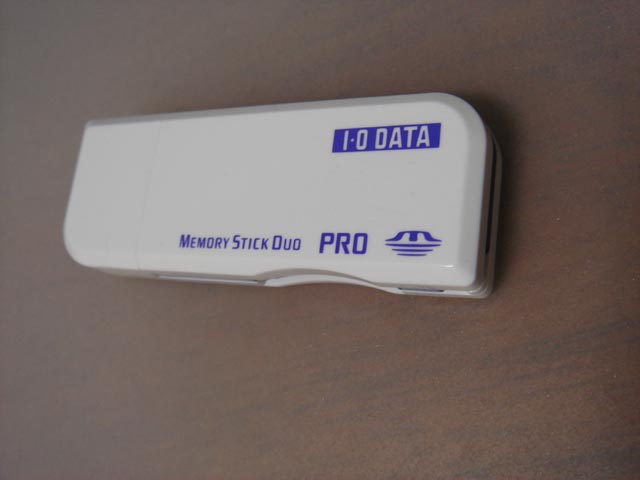 I·O DATA
MEMORY STICK DUO PRO